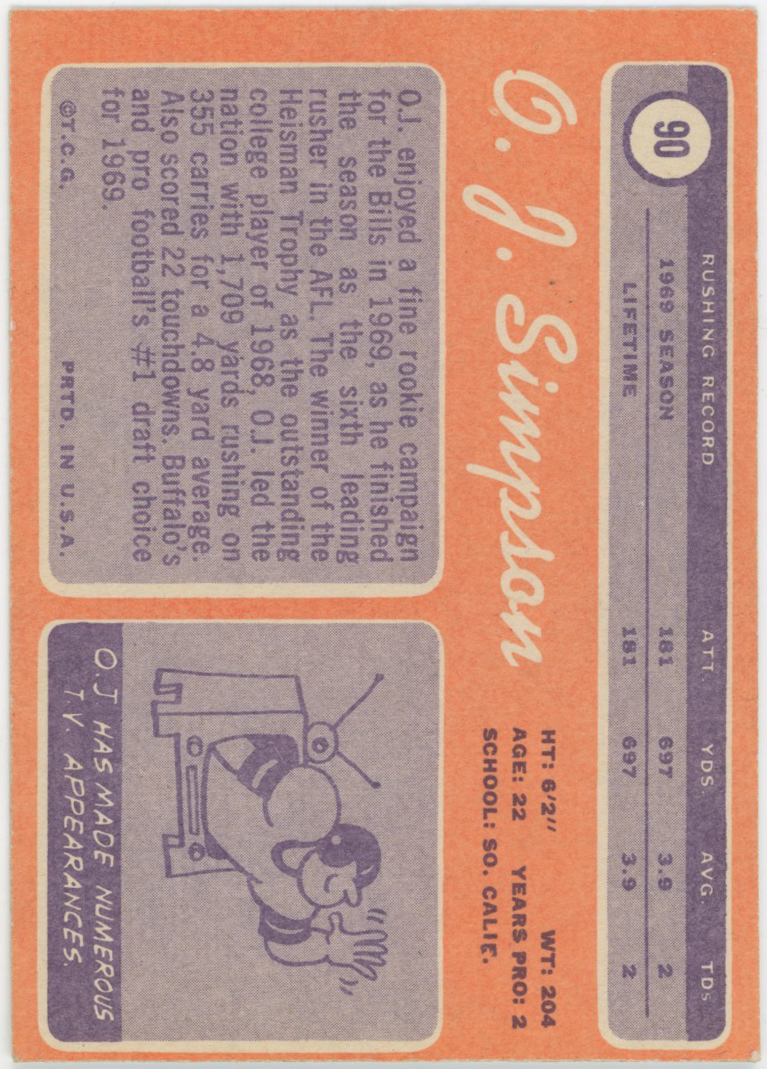 90
RUSHING RECORD ATT. YDS. AVG. TDs
1969 SEASON 181 697 3.9 2
LIFETIME 181 697 3.9 2
O. J. Simpson
HT: 6'2" WT: 204
AGE: 22 YEARS PRO: 2
SCHOOL: SO. CALIF.
O.J. enjoyed a fine rookie campaign
for the Bills in 1969, as he finished
the season as the sixth leading
rusher in the AFL. The winner of the
Heisman Trophy as the outstanding
college player of 1968, O.J. led the
nation with 1,709 yards rushing on
355 carries for a 4.8 yard average.
Also scored 22 touchdowns. Buffalo's
and pro football's #1 draft choice
for 1969.
©T.C.G. PRTD. IN U.S.A.
O.J HAS MADE NUMEROUS
T.V. APPEARANCES.